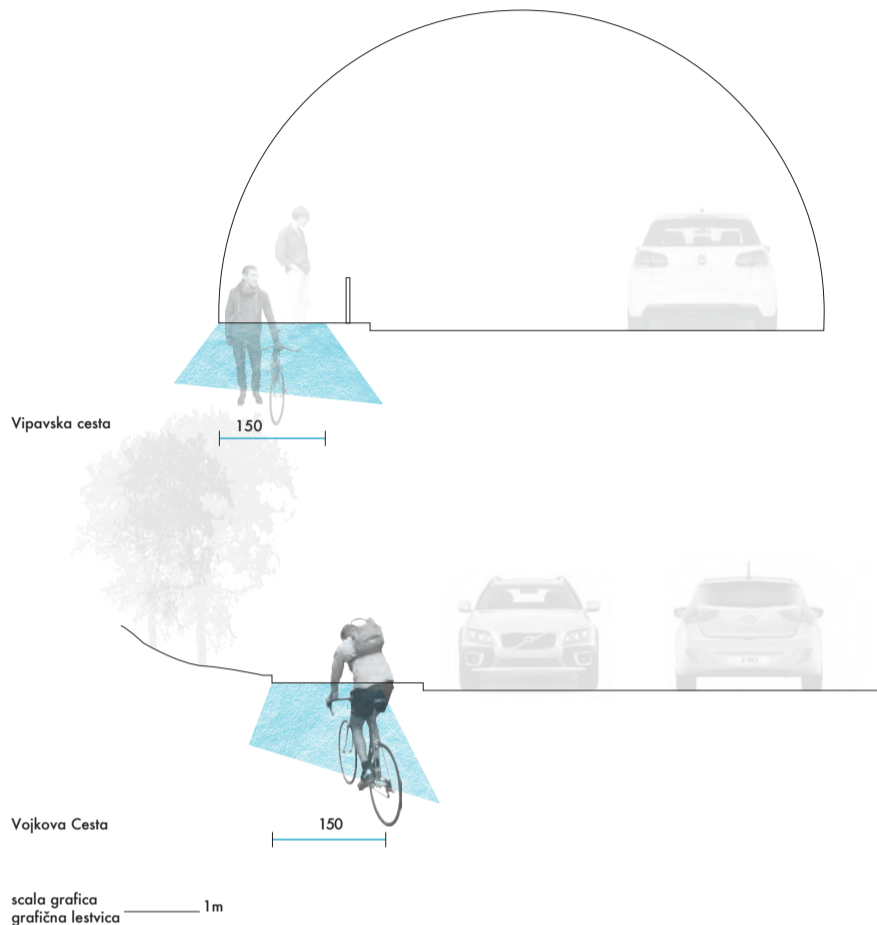 Vipavska cesta
150
Vojkova Cesta
150
scala grafica
grafična lestvica
1m